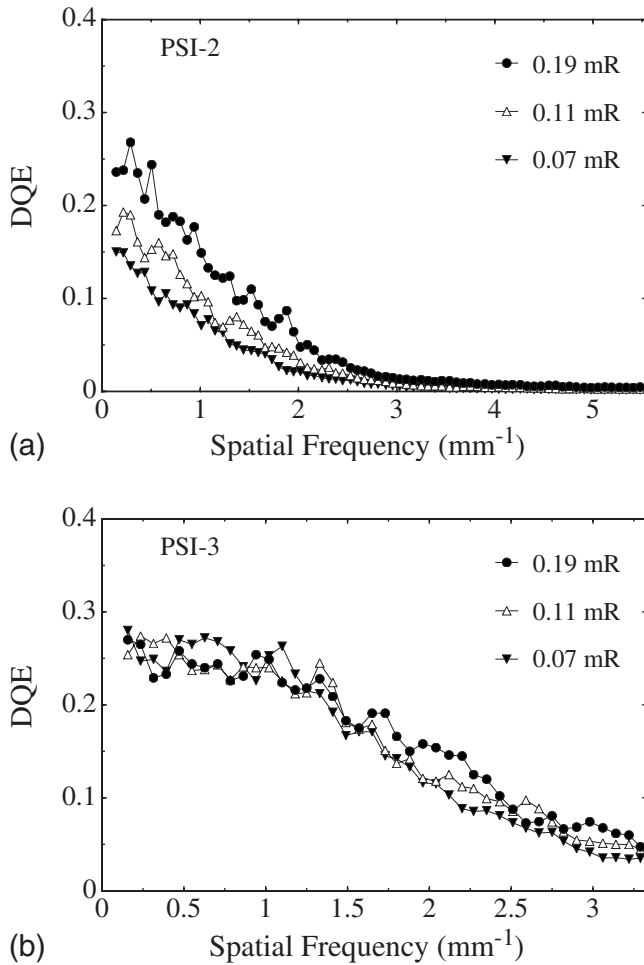 PSI-2
0.19 mR
0.11 mR
0.07 mR
0.4
0.3
0.2
0.1
0
DQE
0 1 2 3 4 5
Spatial Frequency (mm⁻¹)
(a)
PSI-3
0.19 mR
0.11 mR
0.07 mR
0.4
0.3
0.2
0.1
0
DQE
0 0.5 1 1.5 2 2.5 3
Spatial Frequency (mm⁻¹)
(b)